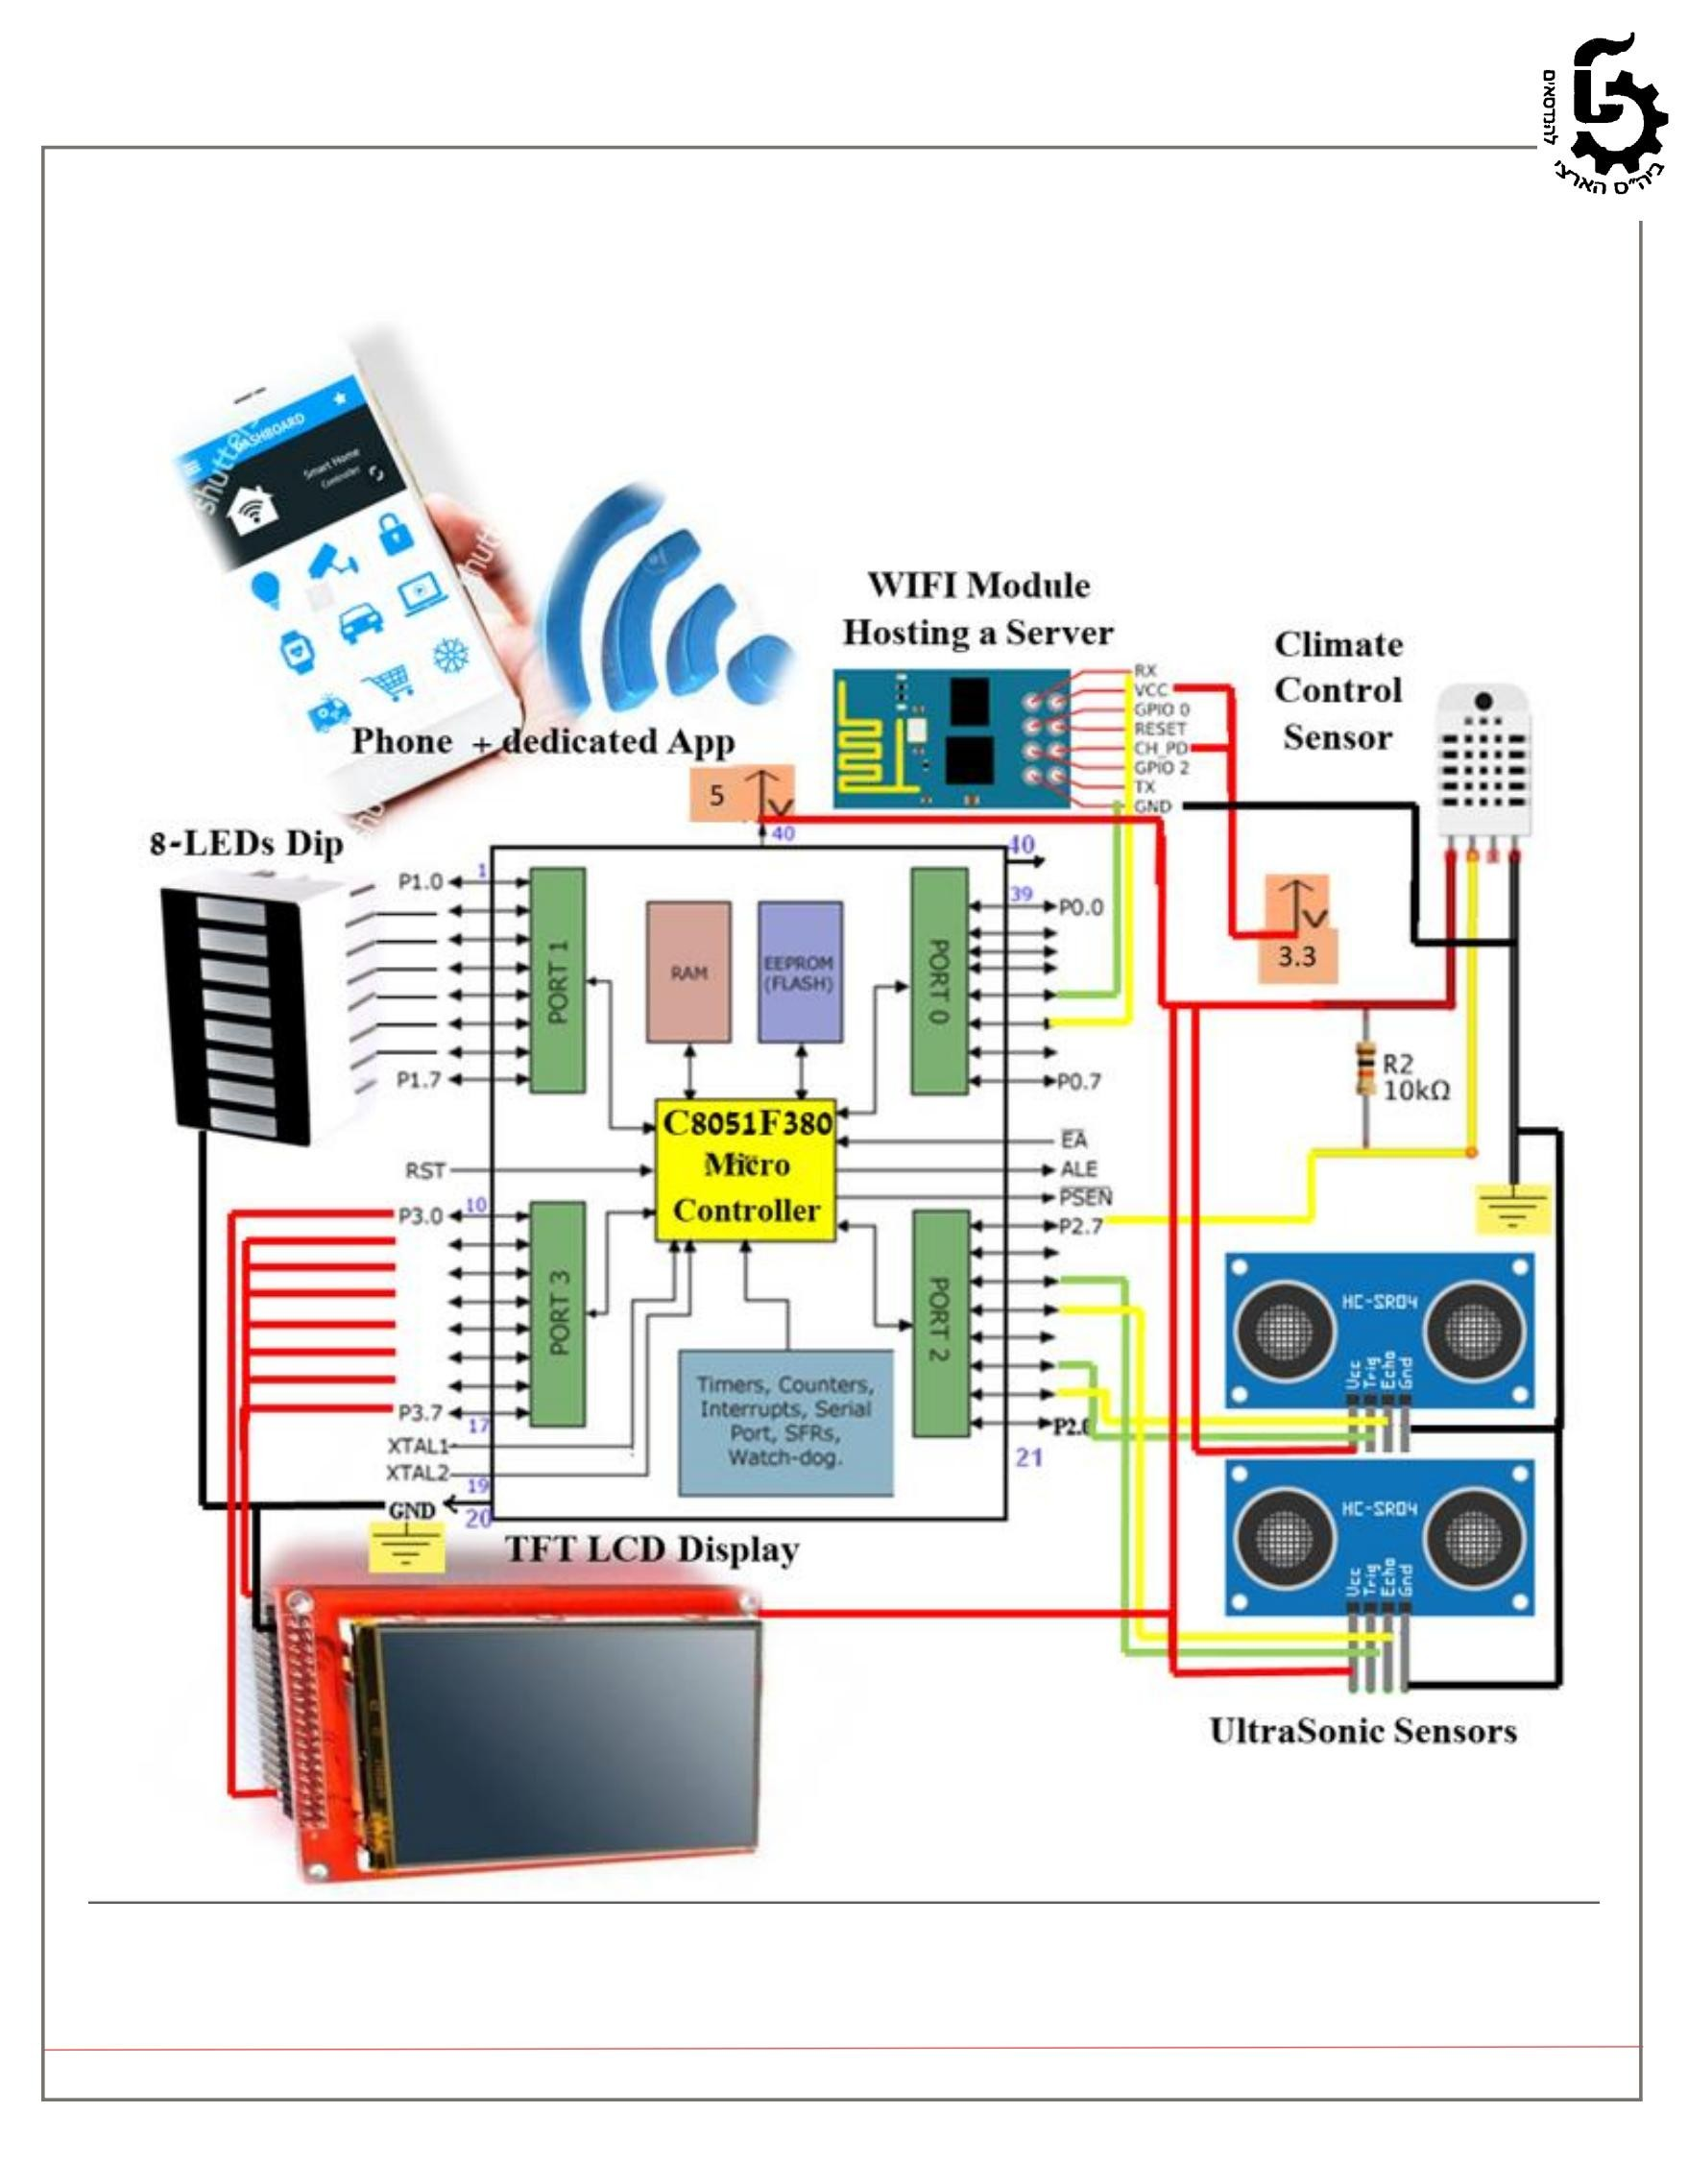 להנדסאים
ביה"ס הארצי
DASHBOARD
Smart Home
Controller
shutters
shutt
shu
Phone + dedicated App
WIFI Module
Hosting a Server
RX
VCC
GPIO 0
RESET
CH_PD
GPIO 2
TX
GND
Climate
Control
Sensor
5
V
40
8-LEDs Dip
P1.0
1
PORT 1
P1.7
RAM
EEPROM
(FLASH)
PORT 0
40
39
P0.0
P0.7
V
3.3
R2
10kΩ
C8051F380
Micro
Controller
EA
ALE
PSEN
RST
P3.0
10
PORT 3
P3.7
17
XTAL1
XTAL2
19
GND
20
Timers, Counters,
Interrupts, Serial
Port, SFRs,
Watch-dog.
PORT 2
P2.7
P2.0
21
HC-SR04
Vcc
Trig
Echo
Gnd
HC-SR04
Vcc
Trig
Echo
Gnd
TFT LCD Display
UltraSonic Sensors